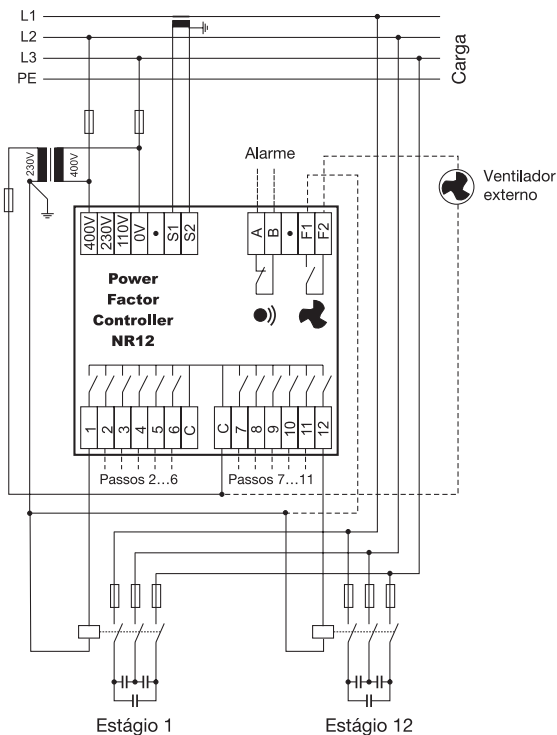 L1
L2
L3
PE
Carga
230V
400V
Alarme
Ventilador
externo
400V
230V
110V
0V
•
S1
S2
A
B
•
F1
F2
Power
Factor
Controller
NR12
1
2
3
4
5
6
C
C
7
8
9
10
11
12
Passos 2...6
Passos 7...11
Estágio 1
Estágio 12